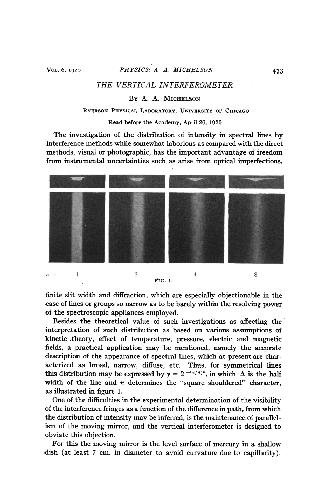 VOL. 6, 1920 PHYSICS: A. A. MICHELSON 473
THE VERTICAL INTERFEROMETER
BY A. A. MICHELSON
RYERSON PHYSICAL LABORATORY, UNIVERSITY OF CHICAGO
Read before the Academy, April 26, 1920
The investigation of the distribution of intensity in spectral lines by
interference methods while somewhat laborious as compared with the direct
methods, visual or photographic, has the important advantage of freedom
from instrumental uncertainties such as arise from optical imperfections,
1 2 4 8
FIG. 1.
finite slit width and diffraction, which are especially objectionable in the
case of lines or groups so narrow as to be barely within the resolving power
of the spectroscopic appliances employed.
Besides the theoretical value of such investigations as affecting the
interpretation of such distribution as based on various assumptions of
kinetic theory, effect of temperature, pressure, electric and magnetic
fields, a practical application may be mentioned, namely the accurate
description of the appearance of spectral lines, which at present are char-
acterized as broad, narrow, diffuse, etc. Thus, for symmetrical lines
this distribution may be expressed by y = 2 in which Δ is the half
width of the line and determines the "square shouldered" character,
as illustrated in figure 1.
One of the difficulties in the experimental determination of the visibility
of the interference fringes as a function of the difference in path, from which
the distribution of intensity may be inferred, is the maintenance of parallel-
ism of the moving mirror, and the vertical interferometer is designed to
obviate this objection.
For this the moving mirror is the level surface of mercury in a shallow
dish (at least 7 cm. in diameter to avoid curvature due to capillarity).